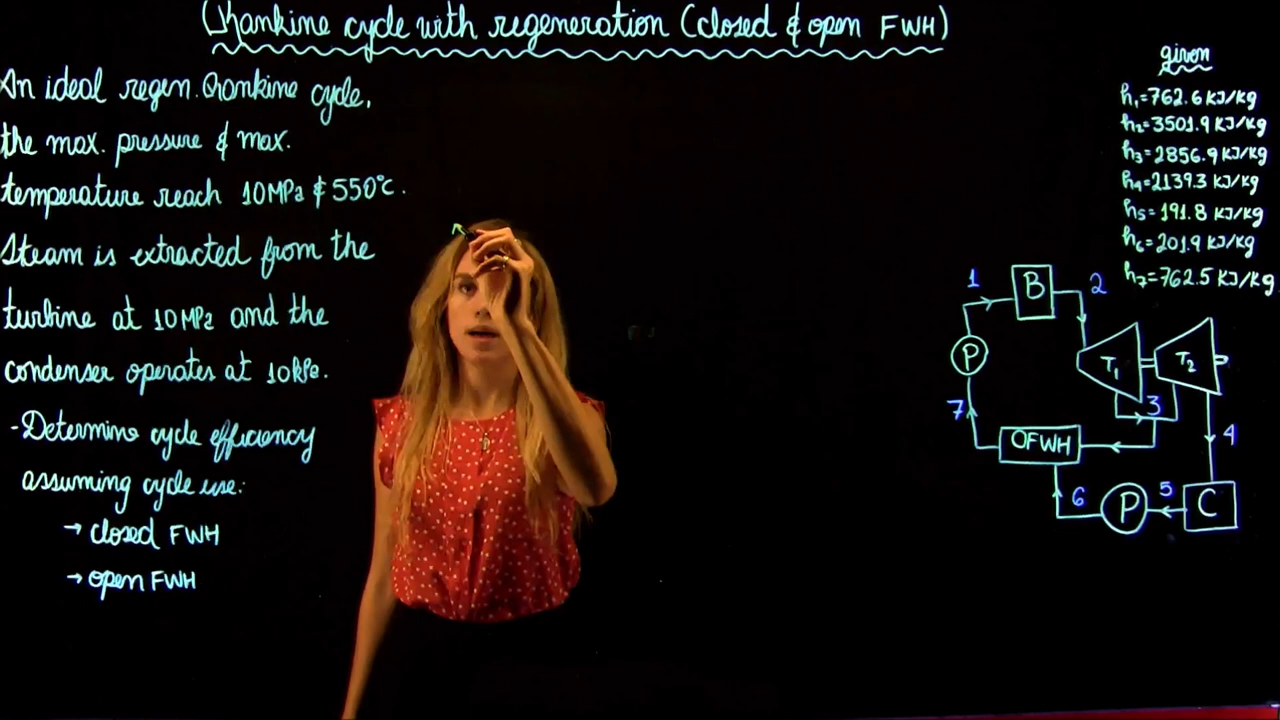 Rankine cycle with regeneration (closed & open FWH)
An ideal regen. Rankine cycle,
the max. pressure & max.
temperature reach 10MPa & 550°C.
Steam is extracted from the
turbine at 10MPa and the
condenser operates at 10kPa.
-Determine cycle efficiency
assuming cycle use:
→ closed FWH
→ open FWH
given
h₁=762.6 KJ/Kg
h₂=3501.9 KJ/Kg
h₃=2856.9 KJ/Kg
h₄=2139.3 KJ/Kg
h₅=191.8 KJ/Kg
h₆=201.9 KJ/Kg
h₇=762.5 KJ/Kg
1
B
2
P
T₁
T₂
3
7
OFWH
4
6
P
5
C